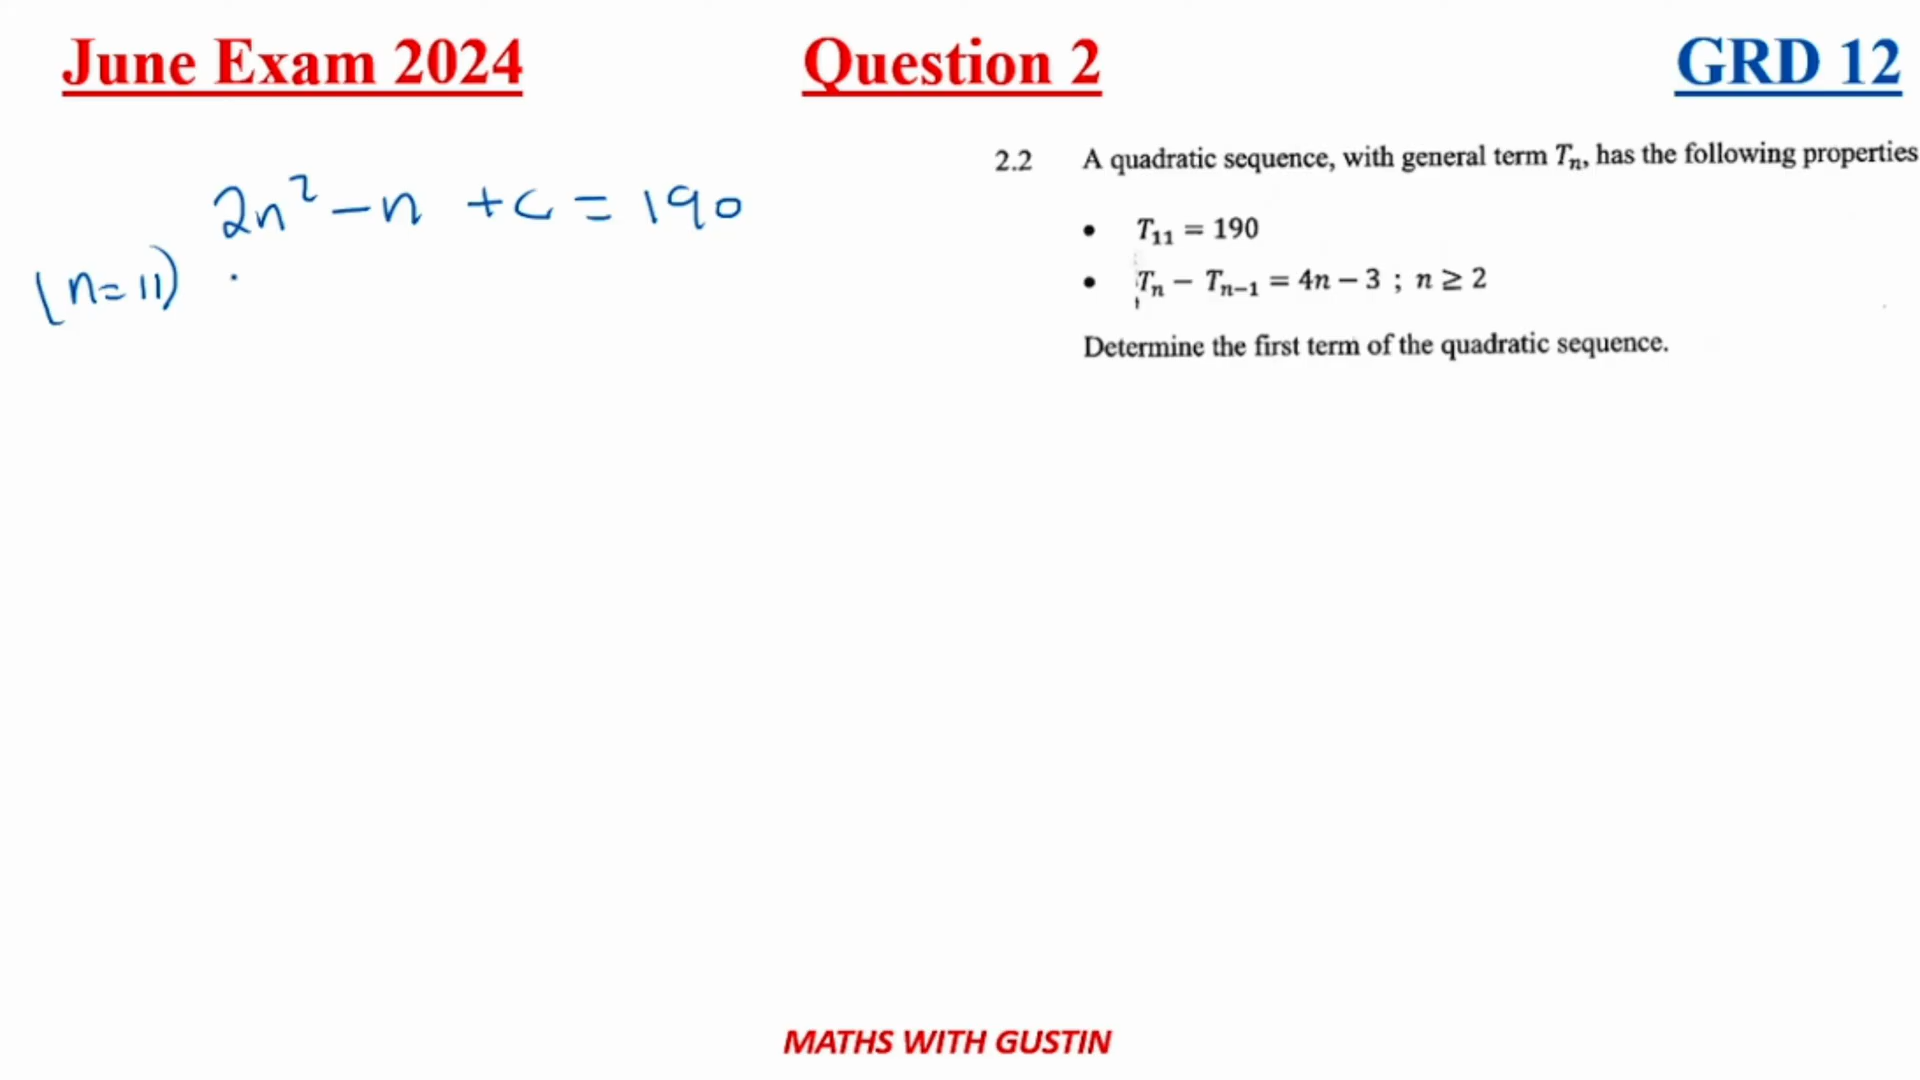 June Exam 2024
Question 2
GRD 12
2n² - n + c = 190
(n = 11)
2.2 A quadratic sequence, with general term Tₙ, has the following properties
• T₁₁ = 190
• Tₙ − Tₙ₋₁ = 4n − 3 ; n ≥ 2
Determine the first term of the quadratic sequence.
MATHS WITH GUSTIN